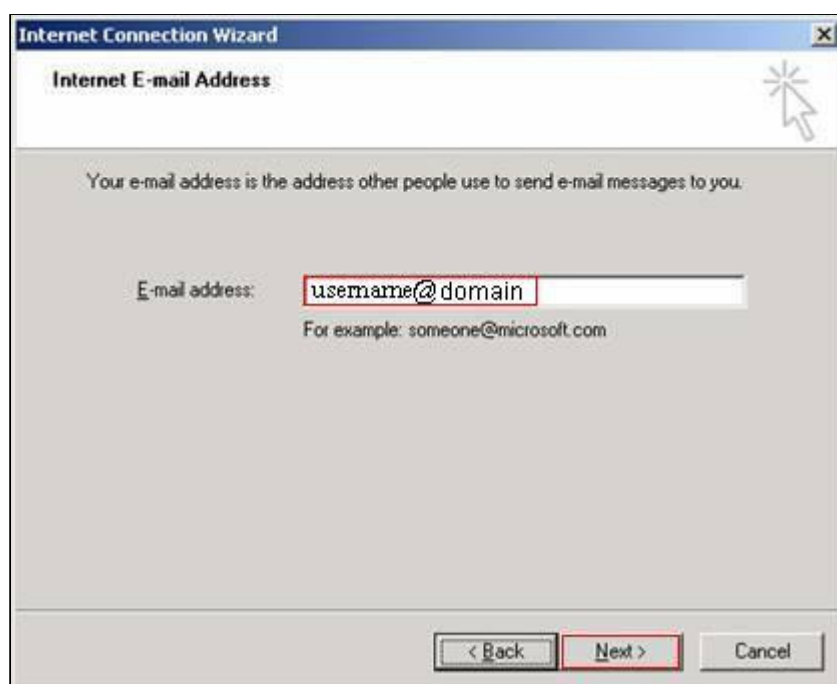 Internet Connection Wizard
Internet E-mail Address
Your e-mail address is the address other people use to send e-mail messages to you.
E-mail address:
username@domain
For example: someone@microsoft.com
< Back
Next >
Cancel